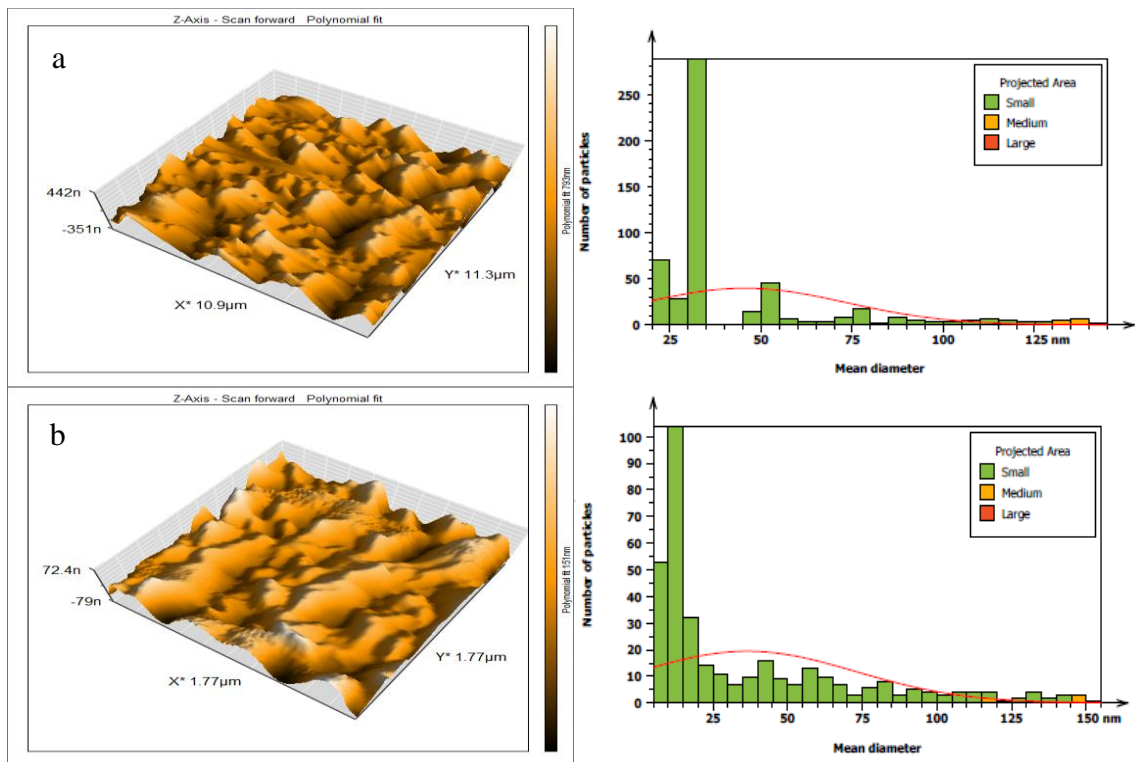 Z-Axis - Scan forward Polynomial fit
a
442n
-351n
X* 10.9µm
Y* 11.3µm
Polynomial fit 793nm
Number of particles
250
200
150
100
50
0
Projected Area
Small
Medium
Large
25 50 75 100 125 nm
Mean diameter
Z-Axis - Scan forward Polynomial fit
b
72.4n
-79n
X* 1.77µm
Y* 1.77µm
Polynomial fit 151nm
Number of particles
100
90
80
70
60
50
40
30
20
10
0
Projected Area
Small
Medium
Large
25 50 75 100 125 150 nm
Mean diameter